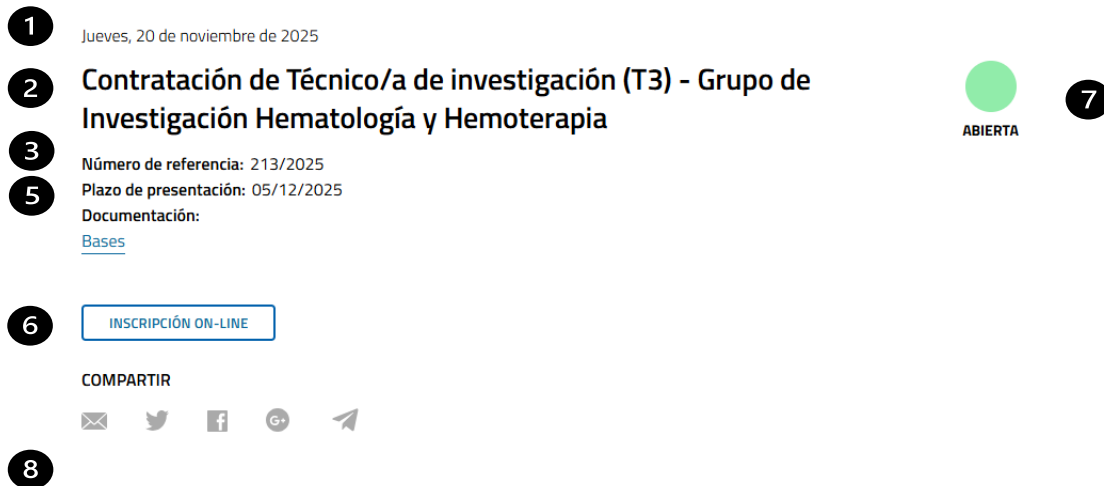 1
Jueves, 20 de noviembre de 2025
2
Contratación de Técnico/a de investigación (T3) - Grupo de
Investigación Hematología y Hemoterapia
7
ABIERTA
3
Número de referencia: 213/2025
5
Plazo de presentación: 05/12/2025
Documentación:
Bases
6
INSCRIPCIÓN ON-LINE
COMPARTIR
G+
8